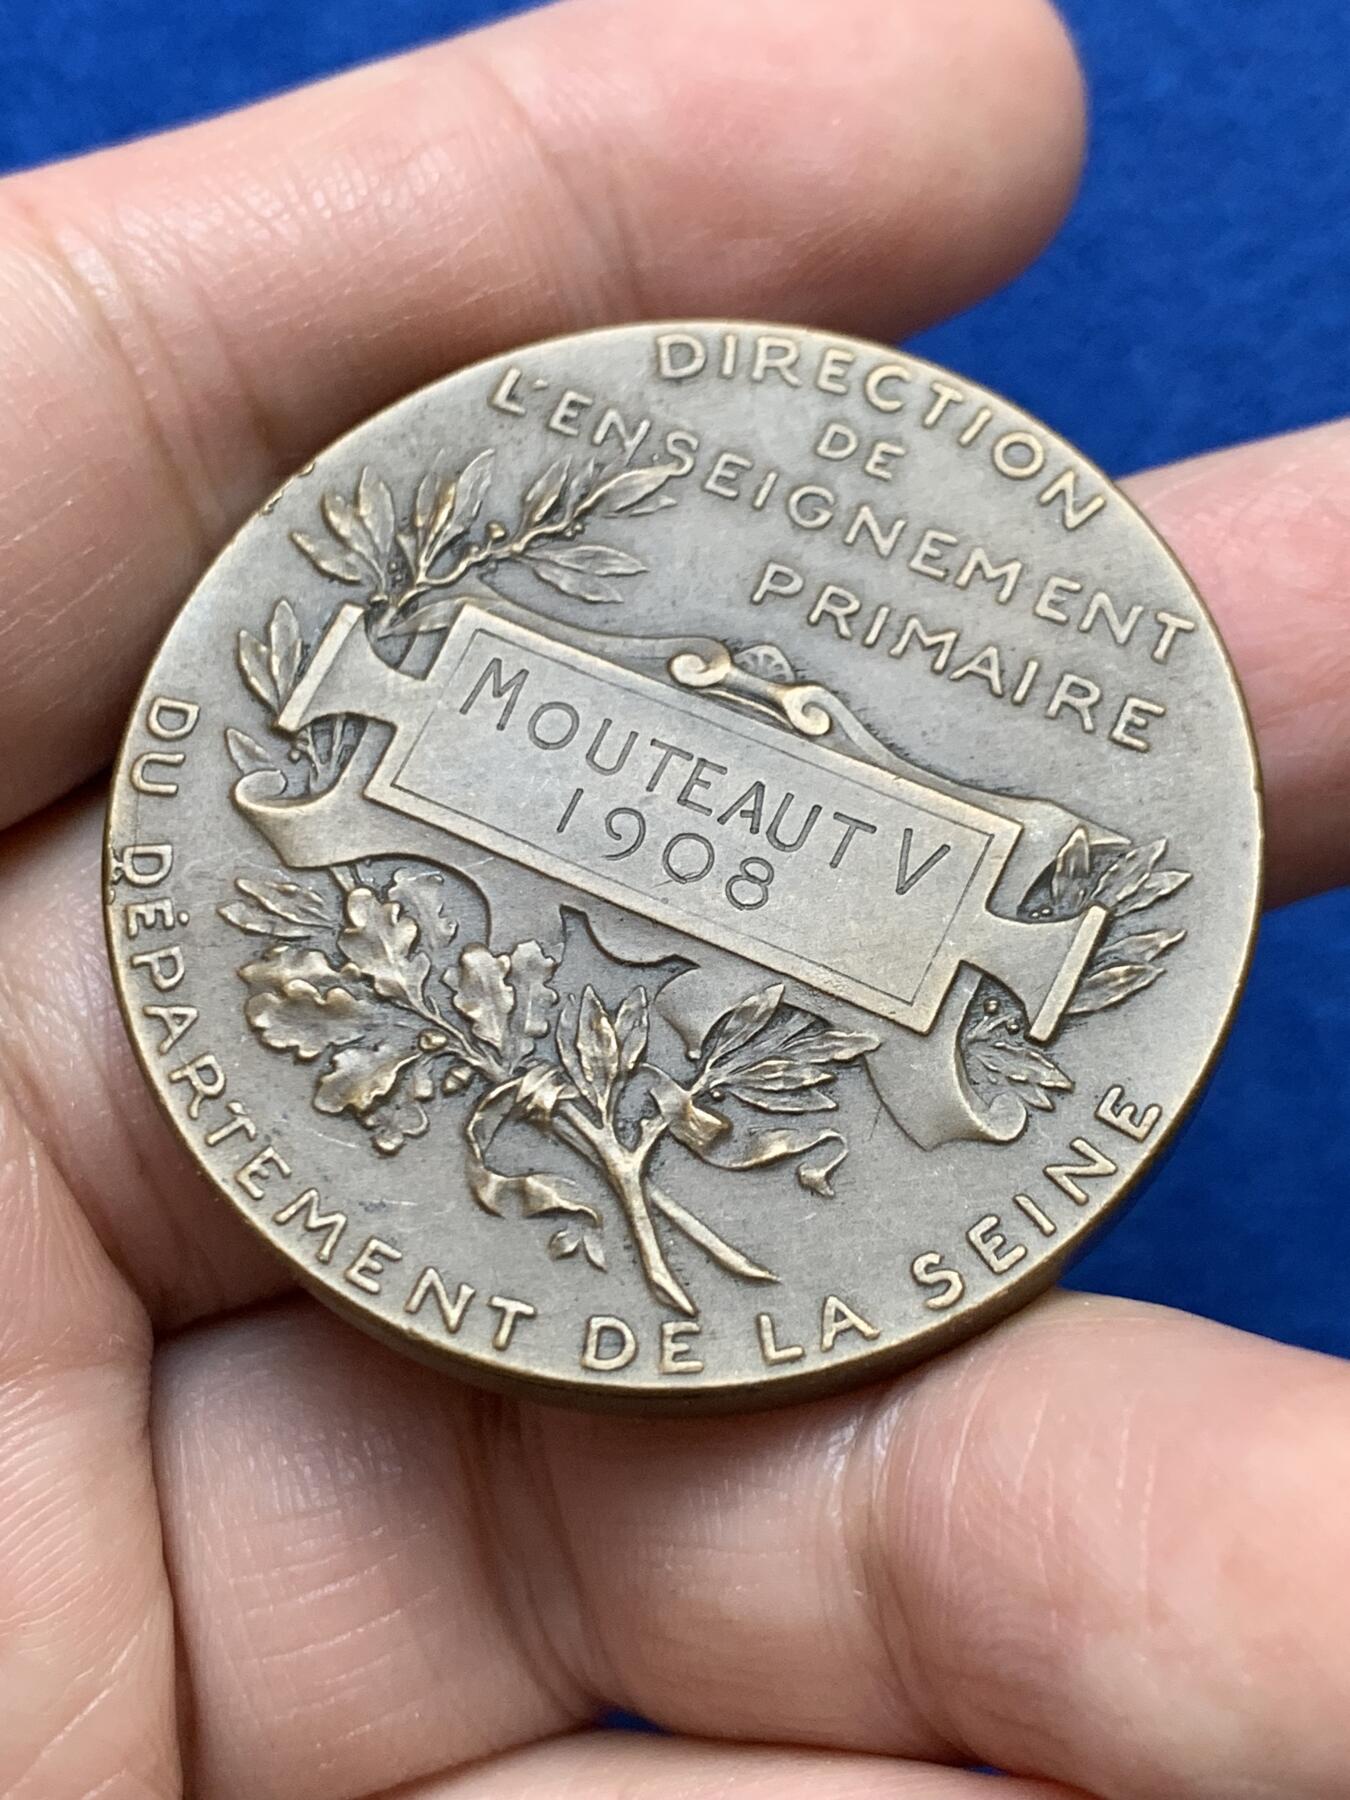 DIRECTION
DE
L'ENSEIGNEMENT
PRIMAIRE
MOUTEAUT V
1908
DU DÉPARTEMENT DE LA SEINE